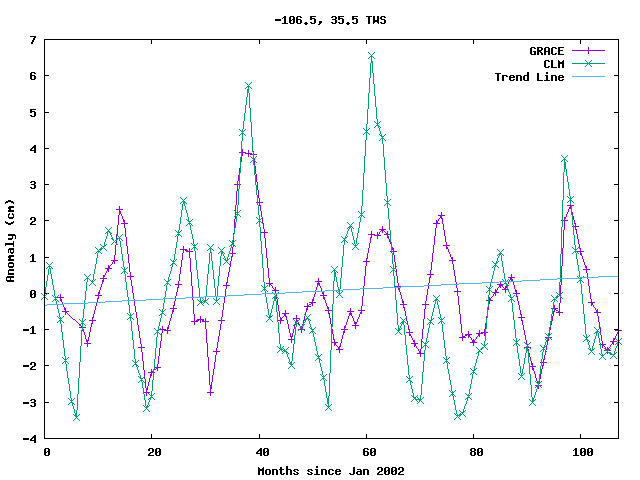 -106.5, 35.5 TWS
7
6
5
4
3
2
1
0
-1
-2
-3
-4
Anomaly (cm)
GRACE
CLM
Trend Line
0 20 40 60 80 100
Months since Jan 2002